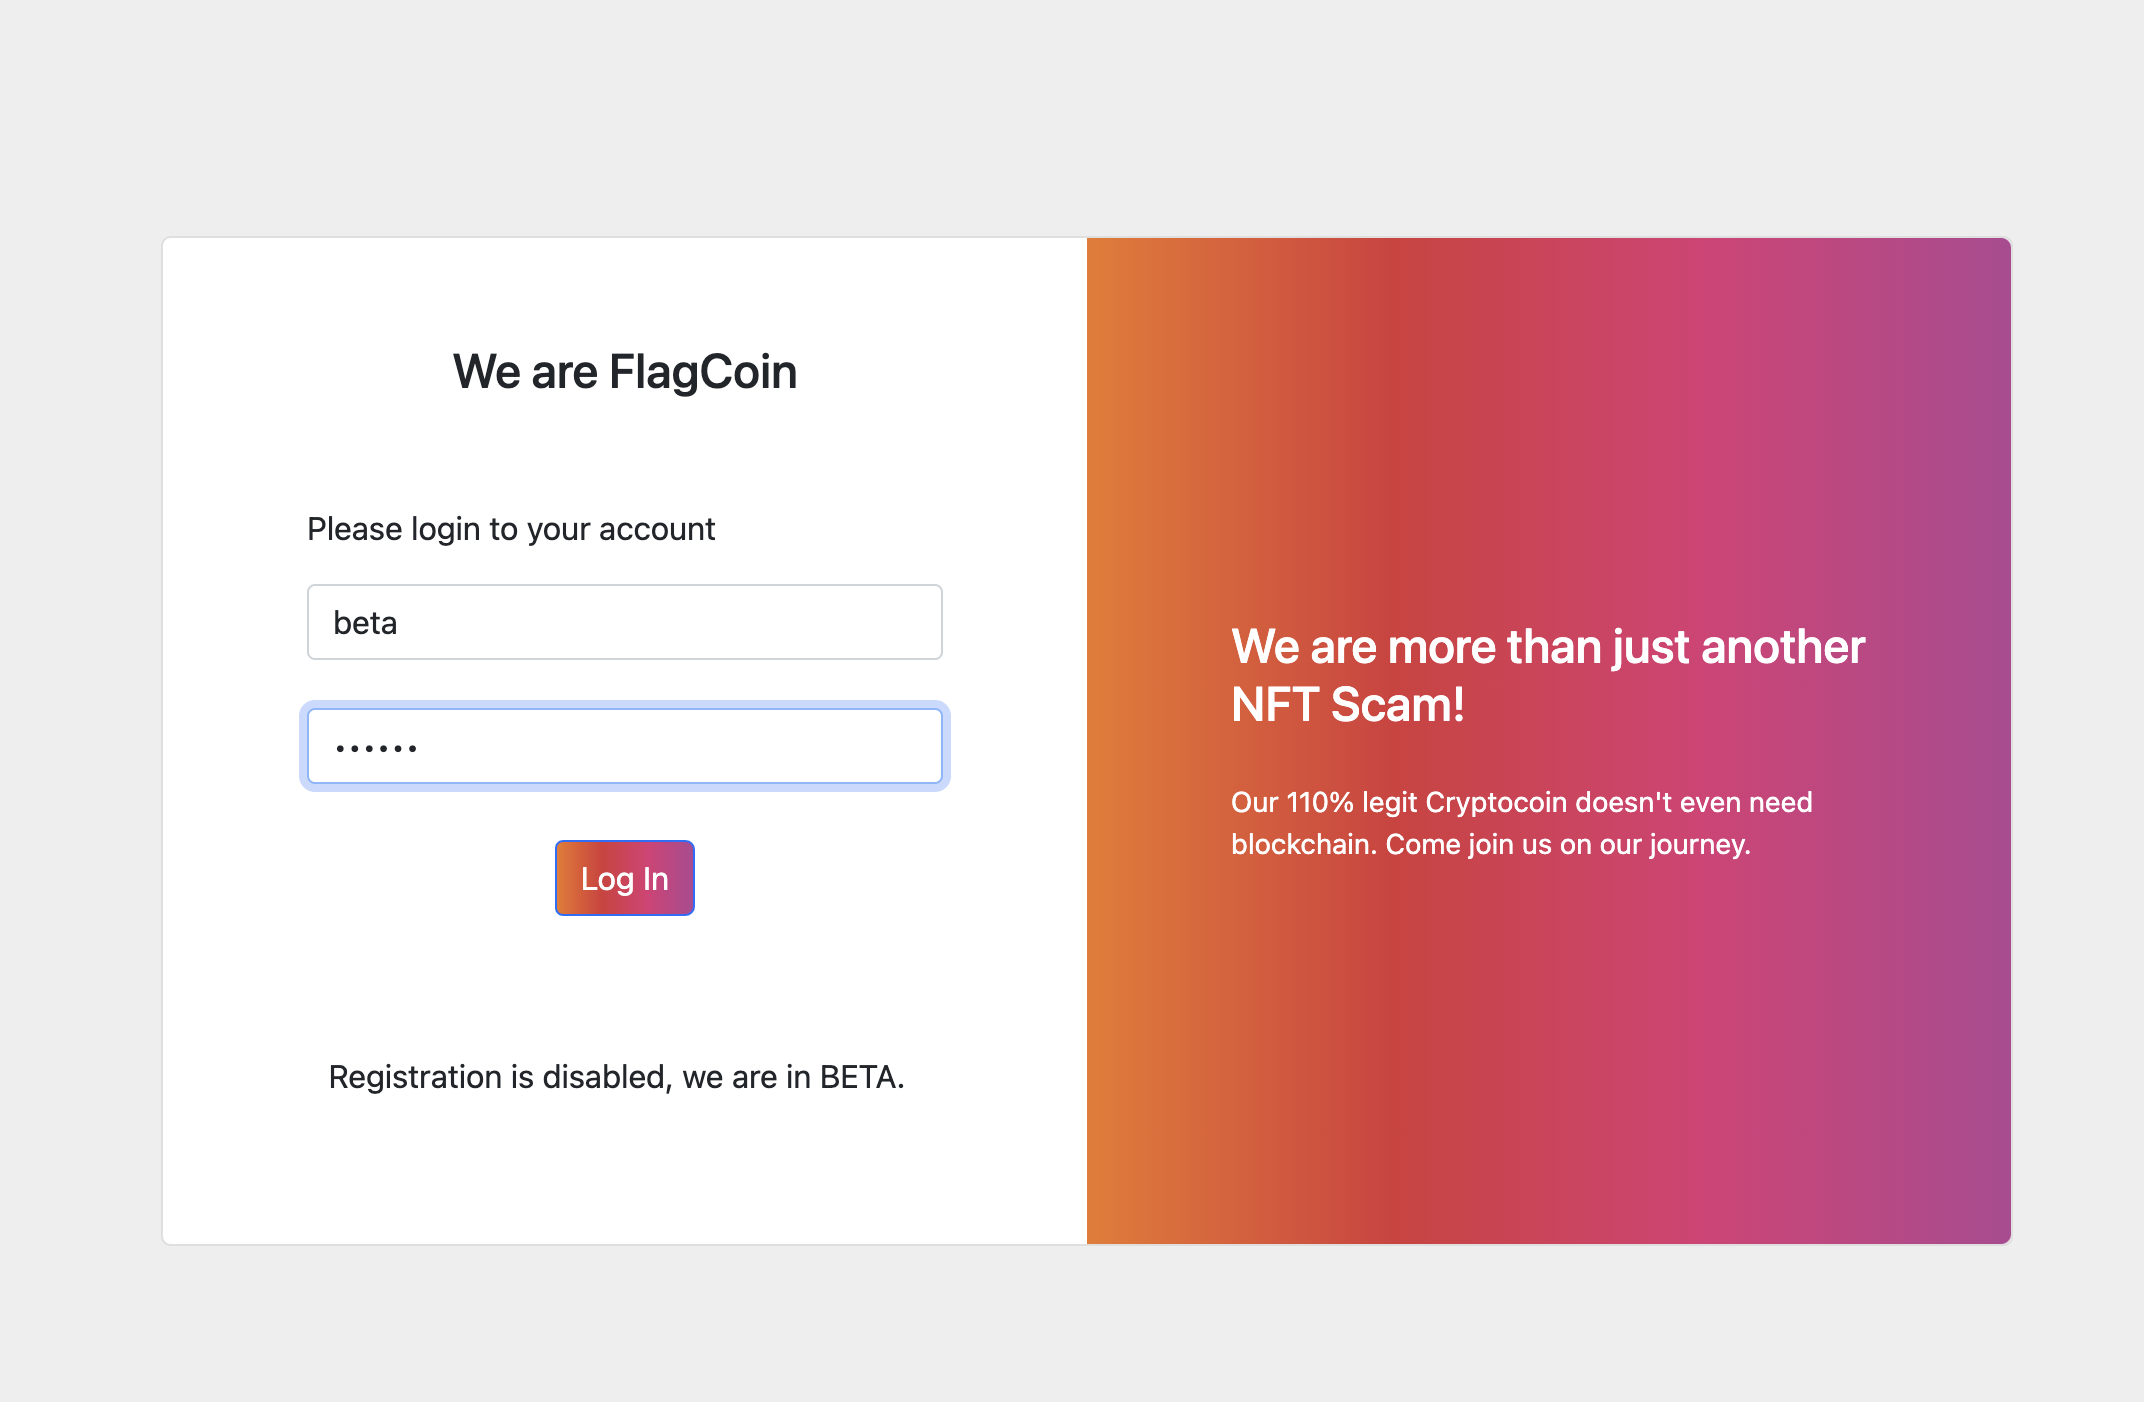 We are FlagCoin
Please login to your account
beta
••••••
Log In
Registration is disabled, we are in BETA.
We are more than just another
NFT Scam!
Our 110% legit Cryptocoin doesn't even need
blockchain. Come join us on our journey.